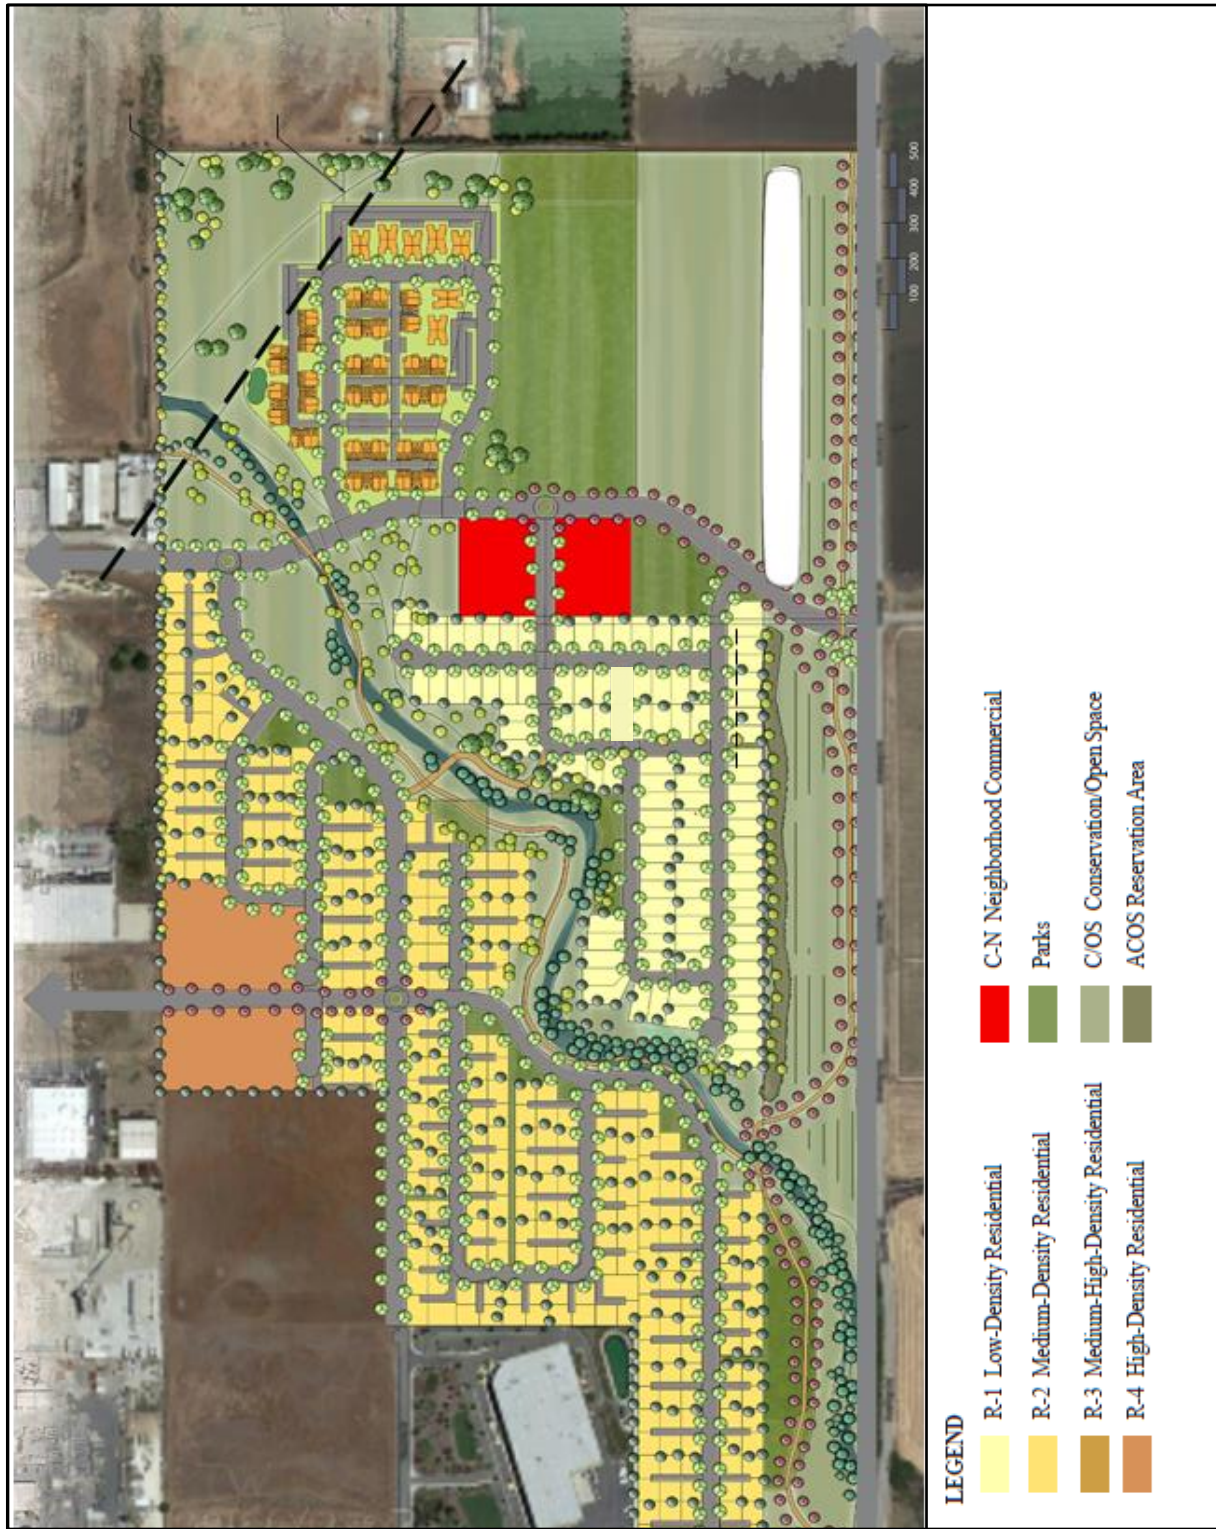 100 200 300 400 500
LEGEND
R-1 Low-Density Residential
R-2 Medium-Density Residential
R-3 Medium-High-Density Residential
R-4 High-Density Residential
C-N Neighborhood Commercial
Parks
C/OS Conservation/Open Space
ACOS Reservation Area